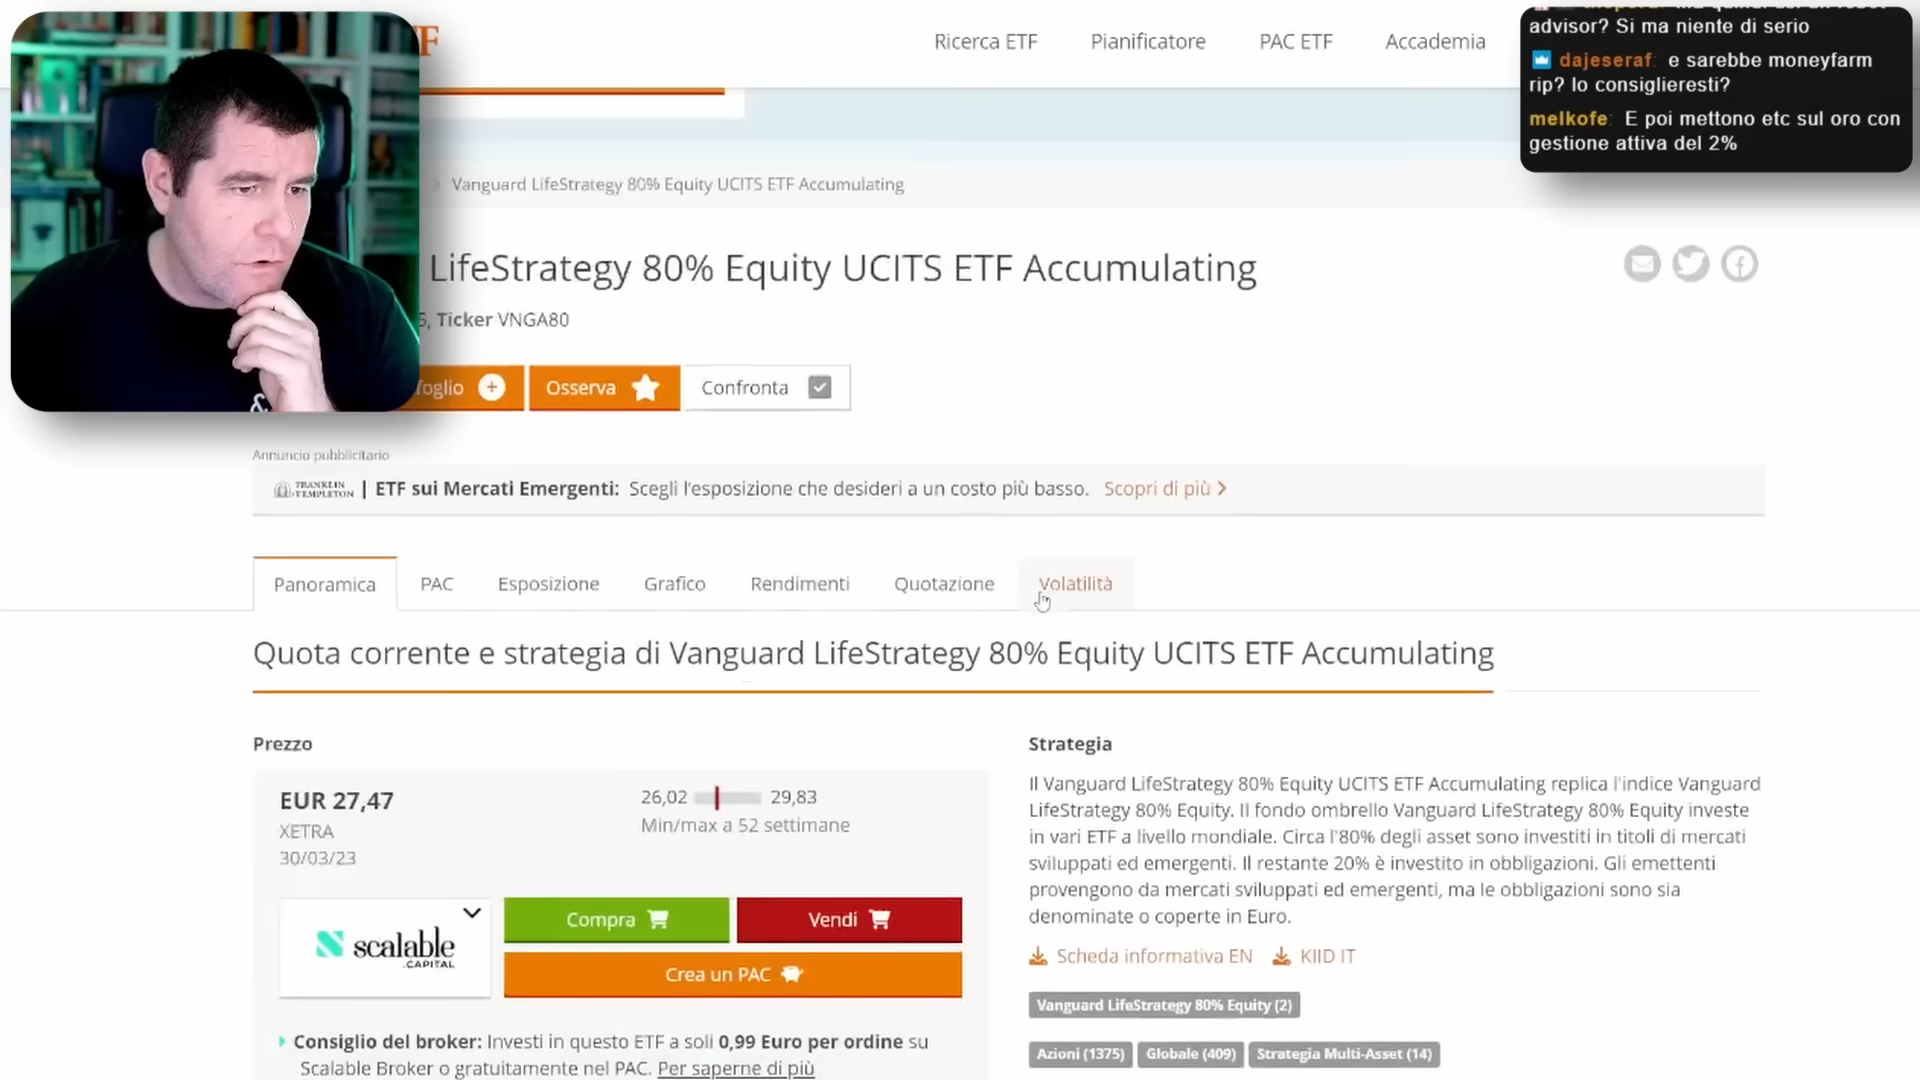 TF
Ricerca ETF
Pianificatore
PAC ETF
Accademia
advisor? Si ma niente di serio
dajeseraf: e sarebbe moneyfarm
rip? lo consiglieresti?
melkofe: E poi mettono etc sul oro con
gestione attiva del 2%
Vanguard LifeStrategy 80% Equity UCITS ETF Accumulating
LifeStrategy 80% Equity UCITS ETF Accumulating
, Ticker VNGA80
foglio
Osserva
Confronta
Annuncio pubblicitario
FRANKLIN TEMPLETON | ETF sui Mercati Emergenti: Scegli l'esposizione che desideri a un costo più basso. Scopri di più
Panoramica
PAC
Esposizione
Grafico
Rendimenti
Quotazione
Volatilità
Quota corrente e strategia di Vanguard LifeStrategy 80% Equity UCITS ETF Accumulating
Prezzo
EUR 27,47
XETRA
30/03/23
26,02 29,83
Min/max a 52 settimane
scalable
.CAPITAL
Compra
Vendi
Crea un PAC
Consiglio del broker: Investi in questo ETF a soli 0,99 Euro per ordine su
Scalable Broker o gratuitamente nel PAC. Per saperne di più
Strategia
Il Vanguard LifeStrategy 80% Equity UCITS ETF Accumulating replica l'indice Vanguard
LifeStrategy 80% Equity. Il fondo ombrello Vanguard LifeStrategy 80% Equity investe
in vari ETF a livello mondiale. Circa l'80% degli asset sono investiti in titoli di mercati
sviluppati ed emergenti. Il restante 20% è investito in obbligazioni. Gli emettenti
provengono da mercati sviluppati ed emergenti, ma le obbligazioni sono sia
denominate o coperte in Euro.
Scheda informativa EN
KIID IT
Vanguard LifeStrategy 80% Equity (2)
Azioni (1375)
Globale (409)
Strategia Multi-Asset (14)